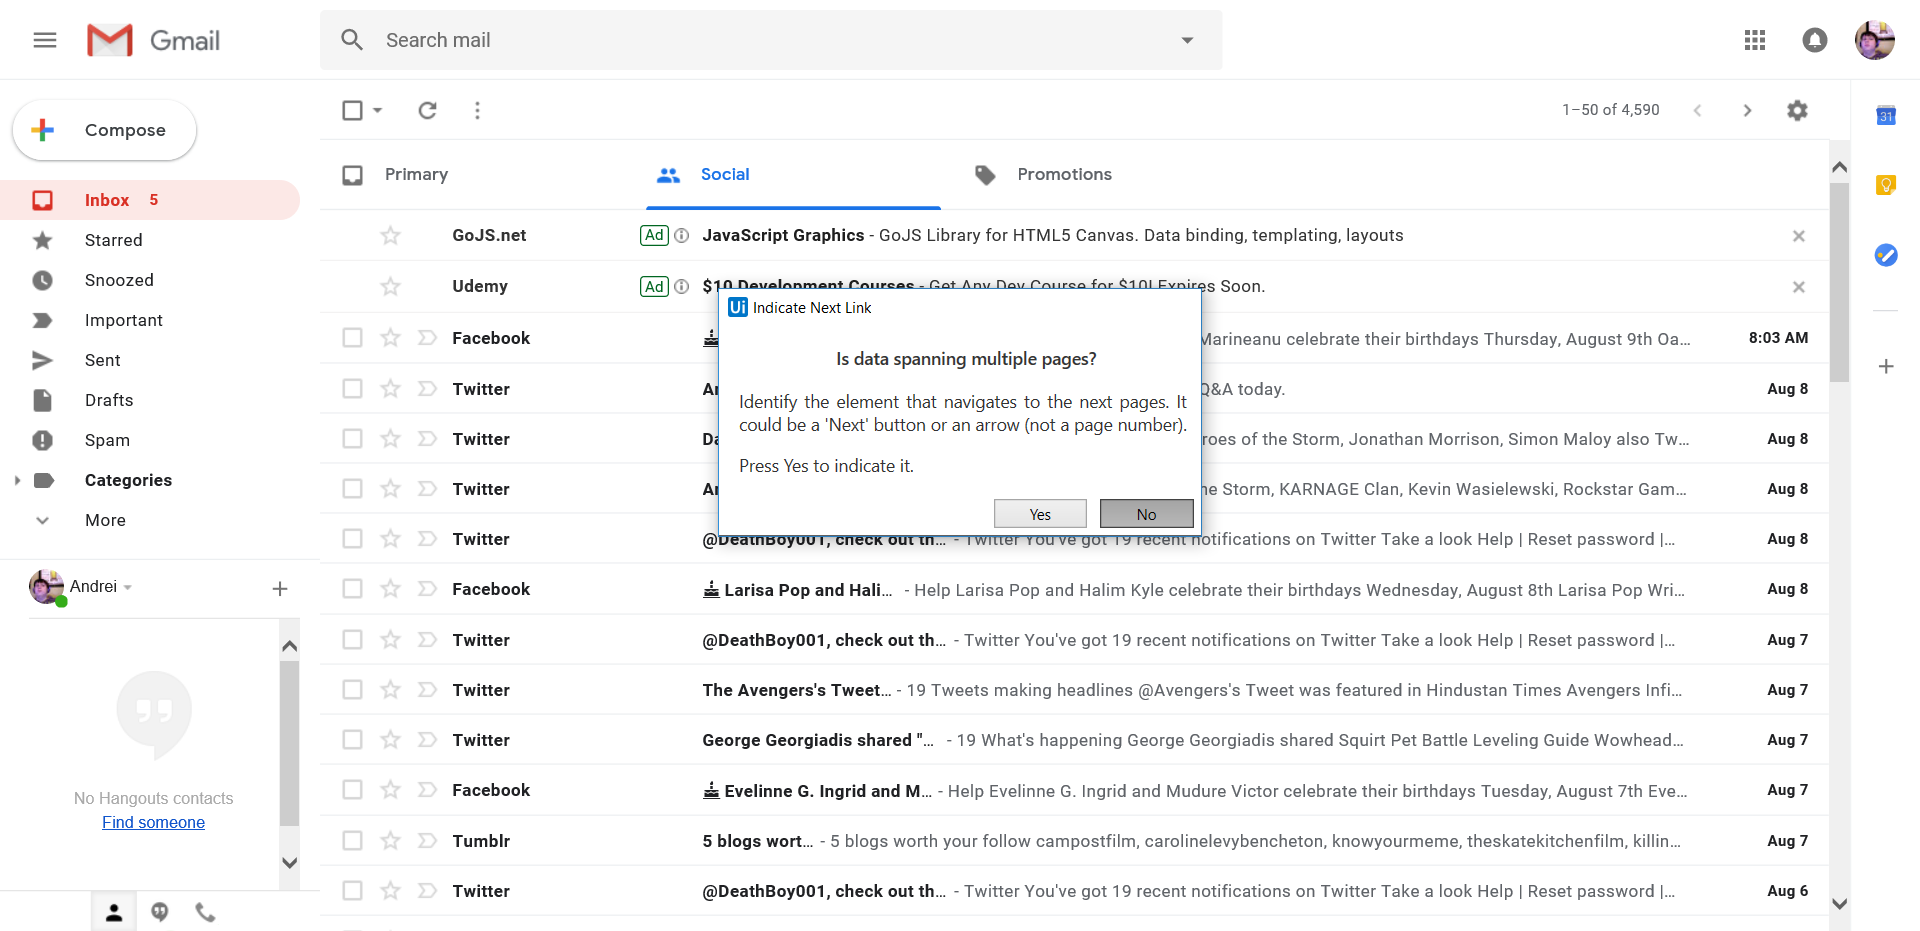 Gmail
Search mail
Compose
1–50 of 4,590
31
Primary
Social
Promotions
Inbox 5
Starred
Snoozed
Important
Sent
Drafts
Spam
Categories
More
Andrei
No Hangouts contacts
Find someone
GoJS.net Ad JavaScript Graphics - GoJS Library for HTML5 Canvas. Data binding, templating, layouts
Udemy Ad $10 Development Courses - Get Any Dev Course for $10! Expires Soon.
Facebook Marineanu celebrate their birthdays Thursday, August 9th Oa… 8:03 AM
Twitter Q&A today. Aug 8
Twitter roes of the Storm, Jonathan Morrison, Simon Maloy also Tw… Aug 8
Twitter he Storm, KARNAGE Clan, Kevin Wasielewski, Rockstar Gam… Aug 8
Twitter @DeathBoy001, check out th… - Twitter You've got 19 recent notifications on Twitter Take a look Help | Reset password |… Aug 8
Facebook Larisa Pop and Hali… - Help Larisa Pop and Halim Kyle celebrate their birthdays Wednesday, August 8th Larisa Pop Wri… Aug 8
Twitter @DeathBoy001, check out th… - Twitter You've got 19 recent notifications on Twitter Take a look Help | Reset password |… Aug 7
Twitter The Avengers's Tweet… - 19 Tweets making headlines @Avengers's Tweet was featured in Hindustan Times Avengers Infi… Aug 7
Twitter George Georgiadis shared "… - 19 What's happening George Georgiadis shared Squirt Pet Battle Leveling Guide Wowhead… Aug 7
Facebook Evelinne G. Ingrid and M… - Help Evelinne G. Ingrid and Mudure Victor celebrate their birthdays Tuesday, August 7th Eve… Aug 7
Tumblr 5 blogs wort… - 5 blogs worth your follow campostfilm, carolinelevybencheton, knowyourmeme, theskatekitchenfilm, killin… Aug 7
Twitter @DeathBoy001, check out th… - Twitter You've got 19 recent notifications on Twitter Take a look Help | Reset password |… Aug 6
Ui Indicate Next Link
Is data spanning multiple pages?
Identify the element that navigates to the next pages. It
could be a 'Next' button or an arrow (not a page number).
Press Yes to indicate it.
Yes No